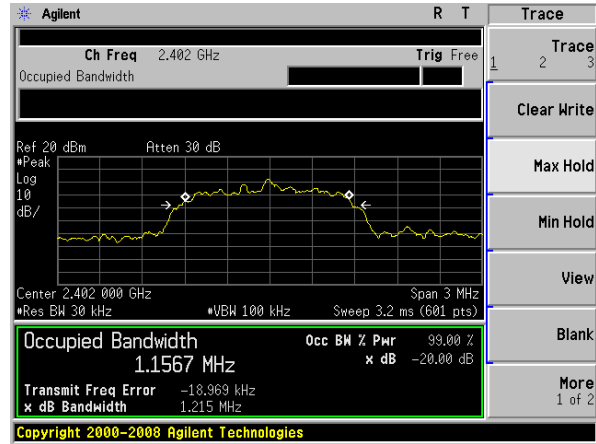 Agilent R T Trace
Ch Freq 2.402 GHz Trig Free
Occupied Bandwidth
Trace
1 2 3
Clear Write
Max Hold
Min Hold
View
Blank
More
1 of 2
Ref 20 dBm Atten 30 dB
#Peak
Log
10
dB/
Center 2.402 000 GHz Span 3 MHz
#Res BW 30 kHz #VBW 100 kHz Sweep 3.2 ms (601 pts)
Occupied Bandwidth Occ BW % Pwr 99.00 %
1.1567 MHz x dB -20.00 dB
Transmit Freq Error -18.969 kHz
x dB Bandwidth 1.215 MHz
Copyright 2000-2008 Agilent Technologies